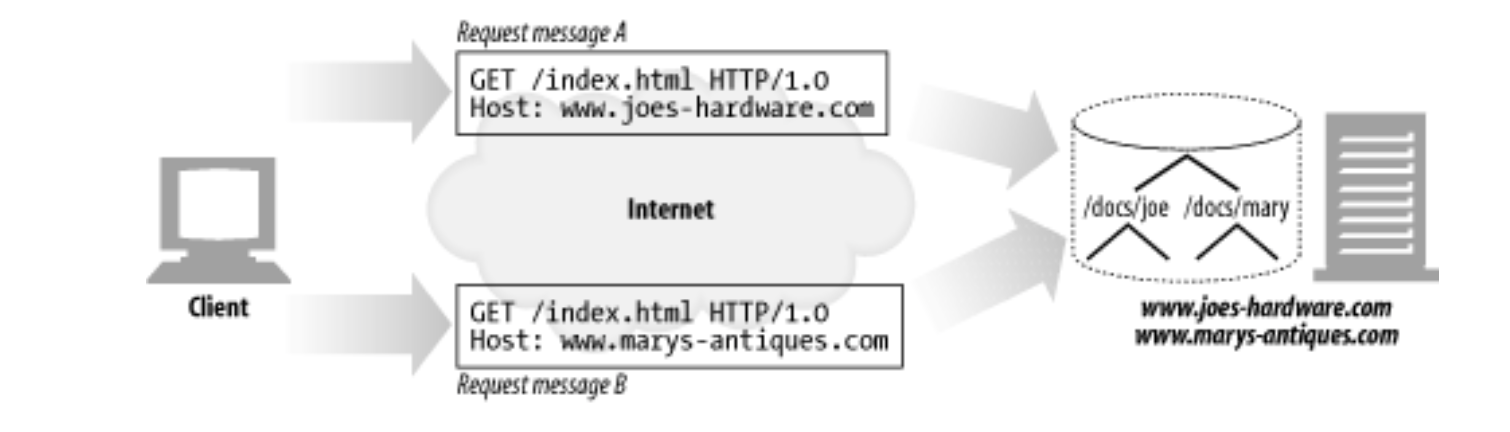 Request message A
GET /index.html HTTP/1.0
Host: www.joes-hardware.com
Internet
/docs/joe /docs/mary
Client
www.joes-hardware.com
www.marys-antiques.com
GET /index.html HTTP/1.0
Host: www.marys-antiques.com
Request message B